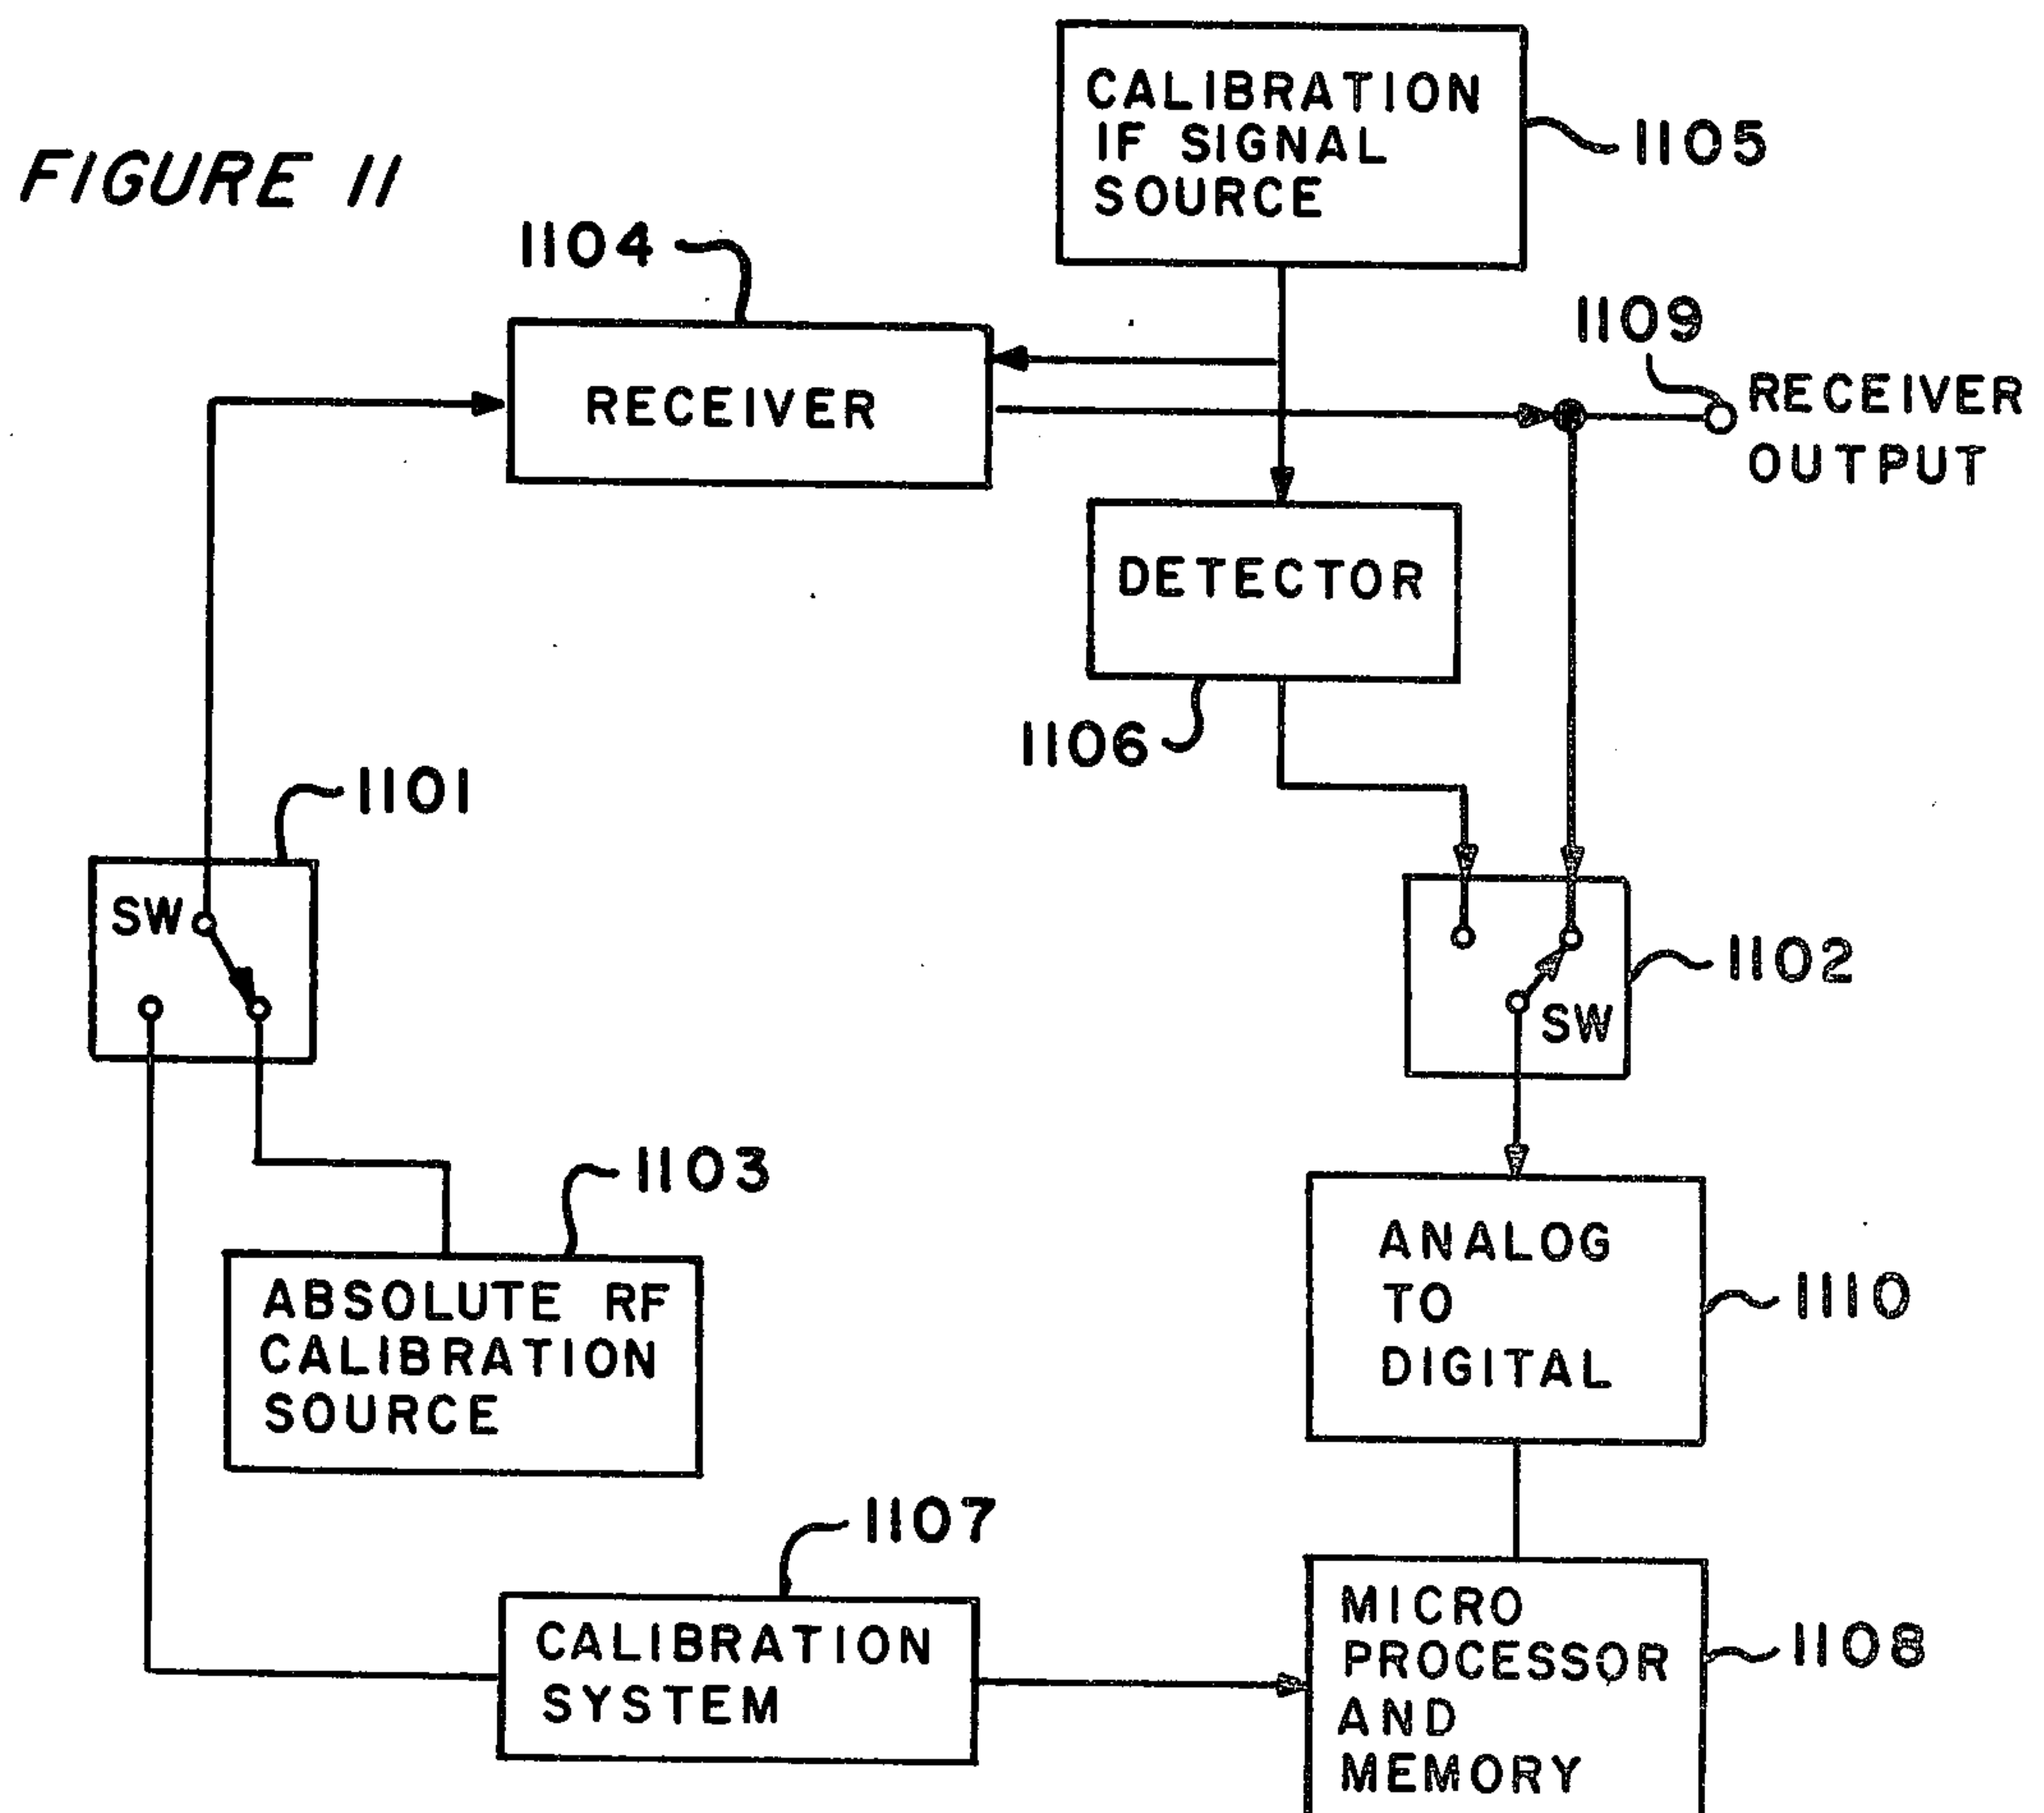 FIGURE 11
CALIBRATION
IF SIGNAL
SOURCE
1105
1104
RECEIVER
1109
RECEIVER
OUTPUT
DETECTOR
1106
1101
SW
1102
SW
1103
ABSOLUTE RF
CALIBRATION
SOURCE
ANALOG
TO
DIGITAL
1110
1107
CALIBRATION
SYSTEM
MICRO
PROCESSOR
AND
MEMORY
1108